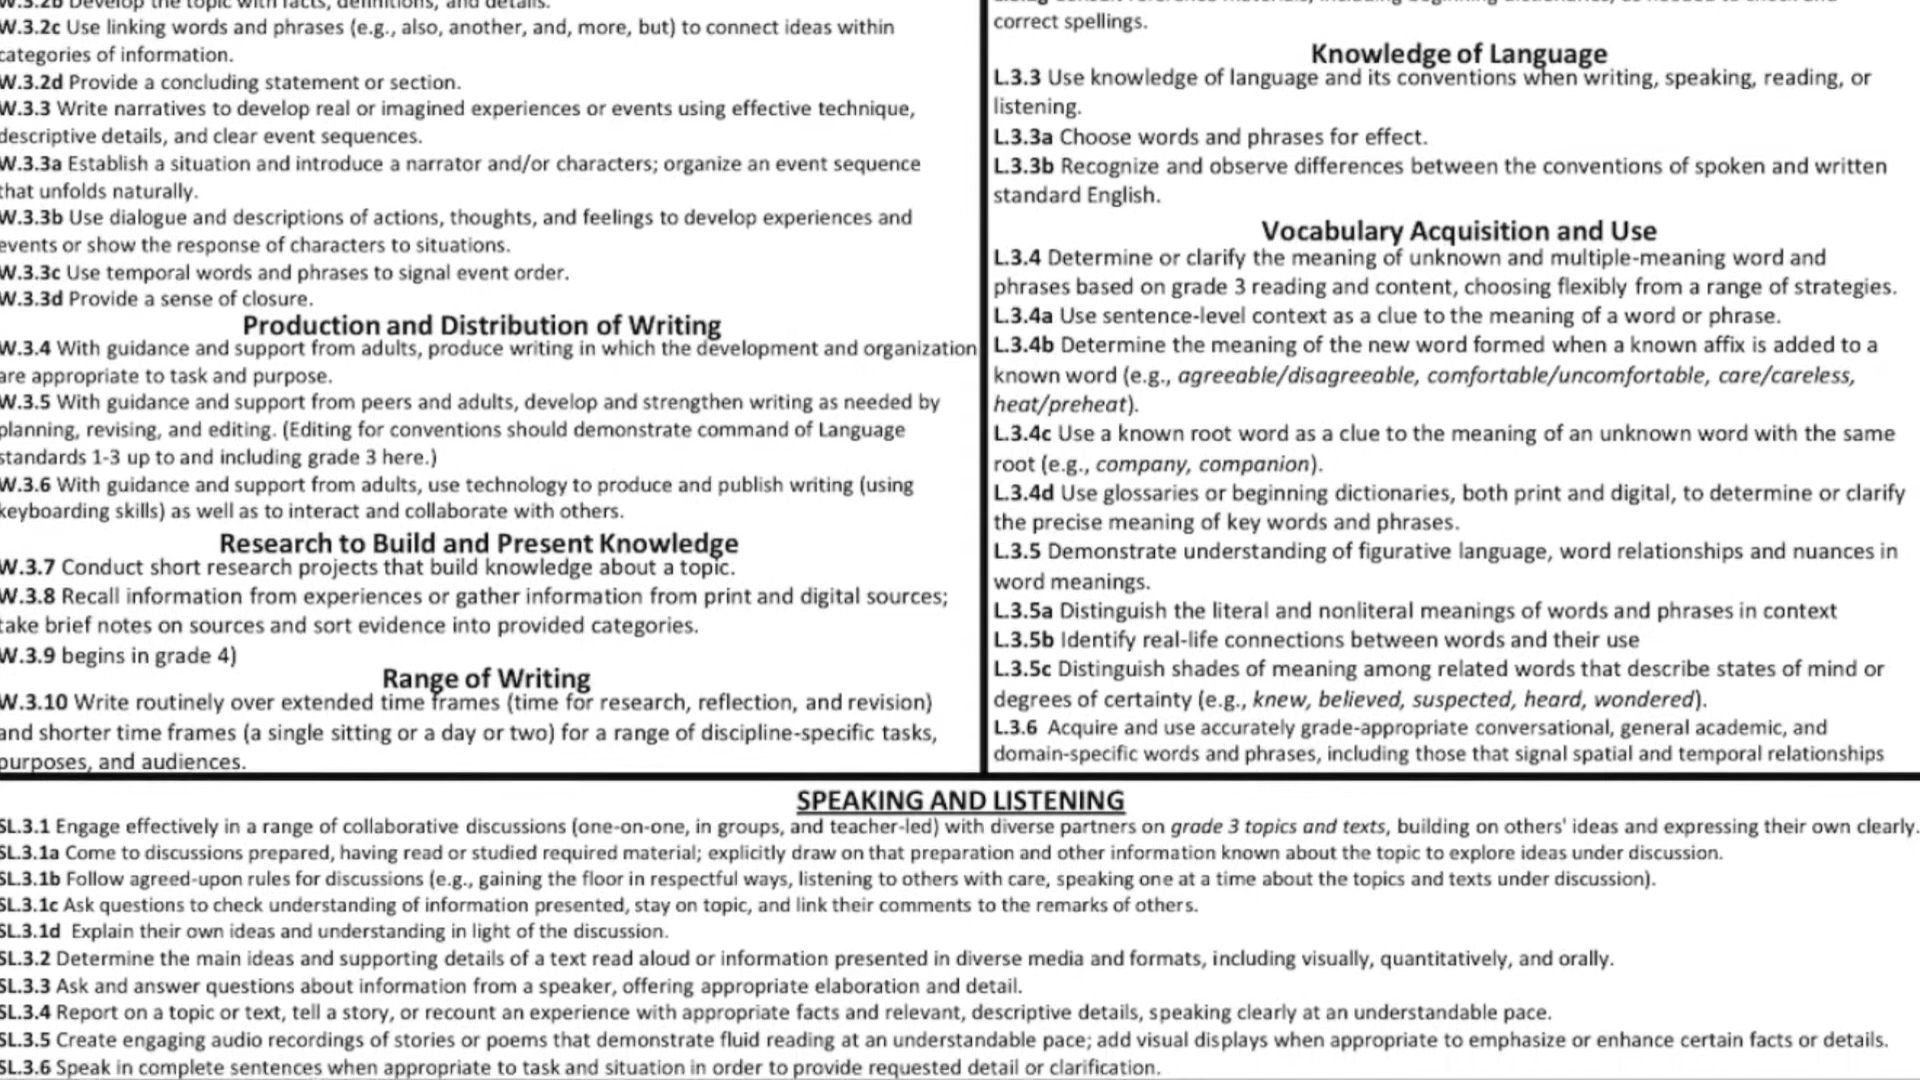 W.3.2b Develop the topic with facts, definitions, and details.
W.3.2c Use linking words and phrases (e.g., also, another, and, more, but) to connect ideas within
categories of information.
W.3.2d Provide a concluding statement or section.
W.3.3 Write narratives to develop real or imagined experiences or events using effective technique,
descriptive details, and clear event sequences.
W.3.3a Establish a situation and introduce a narrator and/or characters; organize an event sequence
that unfolds naturally.
W.3.3b Use dialogue and descriptions of actions, thoughts, and feelings to develop experiences and
events or show the response of characters to situations.
W.3.3c Use temporal words and phrases to signal event order.
W.3.3d Provide a sense of closure.
Production and Distribution of Writing
W.3.4 With guidance and support from adults, produce writing in which the development and organization
are appropriate to task and purpose.
W.3.5 With guidance and support from peers and adults, develop and strengthen writing as needed by
planning, revising, and editing. (Editing for conventions should demonstrate command of Language
standards 1-3 up to and including grade 3 here.)
W.3.6 With guidance and support from adults, use technology to produce and publish writing (using
keyboarding skills) as well as to interact and collaborate with others.
Research to Build and Present Knowledge
W.3.7 Conduct short research projects that build knowledge about a topic.
W.3.8 Recall information from experiences or gather information from print and digital sources;
take brief notes on sources and sort evidence into provided categories.
W.3.9 begins in grade 4)
Range of Writing
W.3.10 Write routinely over extended time frames (time for research, reflection, and revision)
and shorter time frames (a single sitting or a day or two) for a range of discipline-specific tasks,
purposes, and audiences.
correct spellings.
Knowledge of Language
L.3.3 Use knowledge of language and its conventions when writing, speaking, reading, or
listening.
L.3.3a Choose words and phrases for effect.
L.3.3b Recognize and observe differences between the conventions of spoken and written
standard English.
Vocabulary Acquisition and Use
L.3.4 Determine or clarify the meaning of unknown and multiple-meaning word and
phrases based on grade 3 reading and content, choosing flexibly from a range of strategies.
L.3.4a Use sentence-level context as a clue to the meaning of a word or phrase.
L.3.4b Determine the meaning of the new word formed when a known affix is added to a
known word (e.g., agreeable/disagreeable, comfortable/uncomfortable, care/careless,
heat/preheat).
L.3.4c Use a known root word as a clue to the meaning of an unknown word with the same
root (e.g., company, companion).
L.3.4d Use glossaries or beginning dictionaries, both print and digital, to determine or clarify
the precise meaning of key words and phrases.
L.3.5 Demonstrate understanding of figurative language, word relationships and nuances in
word meanings.
L.3.5a Distinguish the literal and nonliteral meanings of words and phrases in context
L.3.5b Identify real-life connections between words and their use
L.3.5c Distinguish shades of meaning among related words that describe states of mind or
degrees of certainty (e.g., knew, believed, suspected, heard, wondered).
L.3.6 Acquire and use accurately grade-appropriate conversational, general academic, and
domain-specific words and phrases, including those that signal spatial and temporal relationships
SPEAKING AND LISTENING
SL.3.1 Engage effectively in a range of collaborative discussions (one-on-one, in groups, and teacher-led) with diverse partners on grade 3 topics and texts, building on others' ideas and expressing their own clearly.
SL.3.1a Come to discussions prepared, having read or studied required material; explicitly draw on that preparation and other information known about the topic to explore ideas under discussion.
SL.3.1b Follow agreed-upon rules for discussions (e.g., gaining the floor in respectful ways, listening to others with care, speaking one at a time about the topics and texts under discussion).
SL.3.1c Ask questions to check understanding of information presented, stay on topic, and link their comments to the remarks of others.
SL.3.1d Explain their own ideas and understanding in light of the discussion.
SL.3.2 Determine the main ideas and supporting details of a text read aloud or information presented in diverse media and formats, including visually, quantitatively, and orally.
SL.3.3 Ask and answer questions about information from a speaker, offering appropriate elaboration and detail.
SL.3.4 Report on a topic or text, tell a story, or recount an experience with appropriate facts and relevant, descriptive details, speaking clearly at an understandable pace.
SL.3.5 Create engaging audio recordings of stories or poems that demonstrate fluid reading at an understandable pace; add visual displays when appropriate to emphasize or enhance certain facts or details.
SL.3.6 Speak in complete sentences when appropriate to task and situation in order to provide requested detail or clarification.